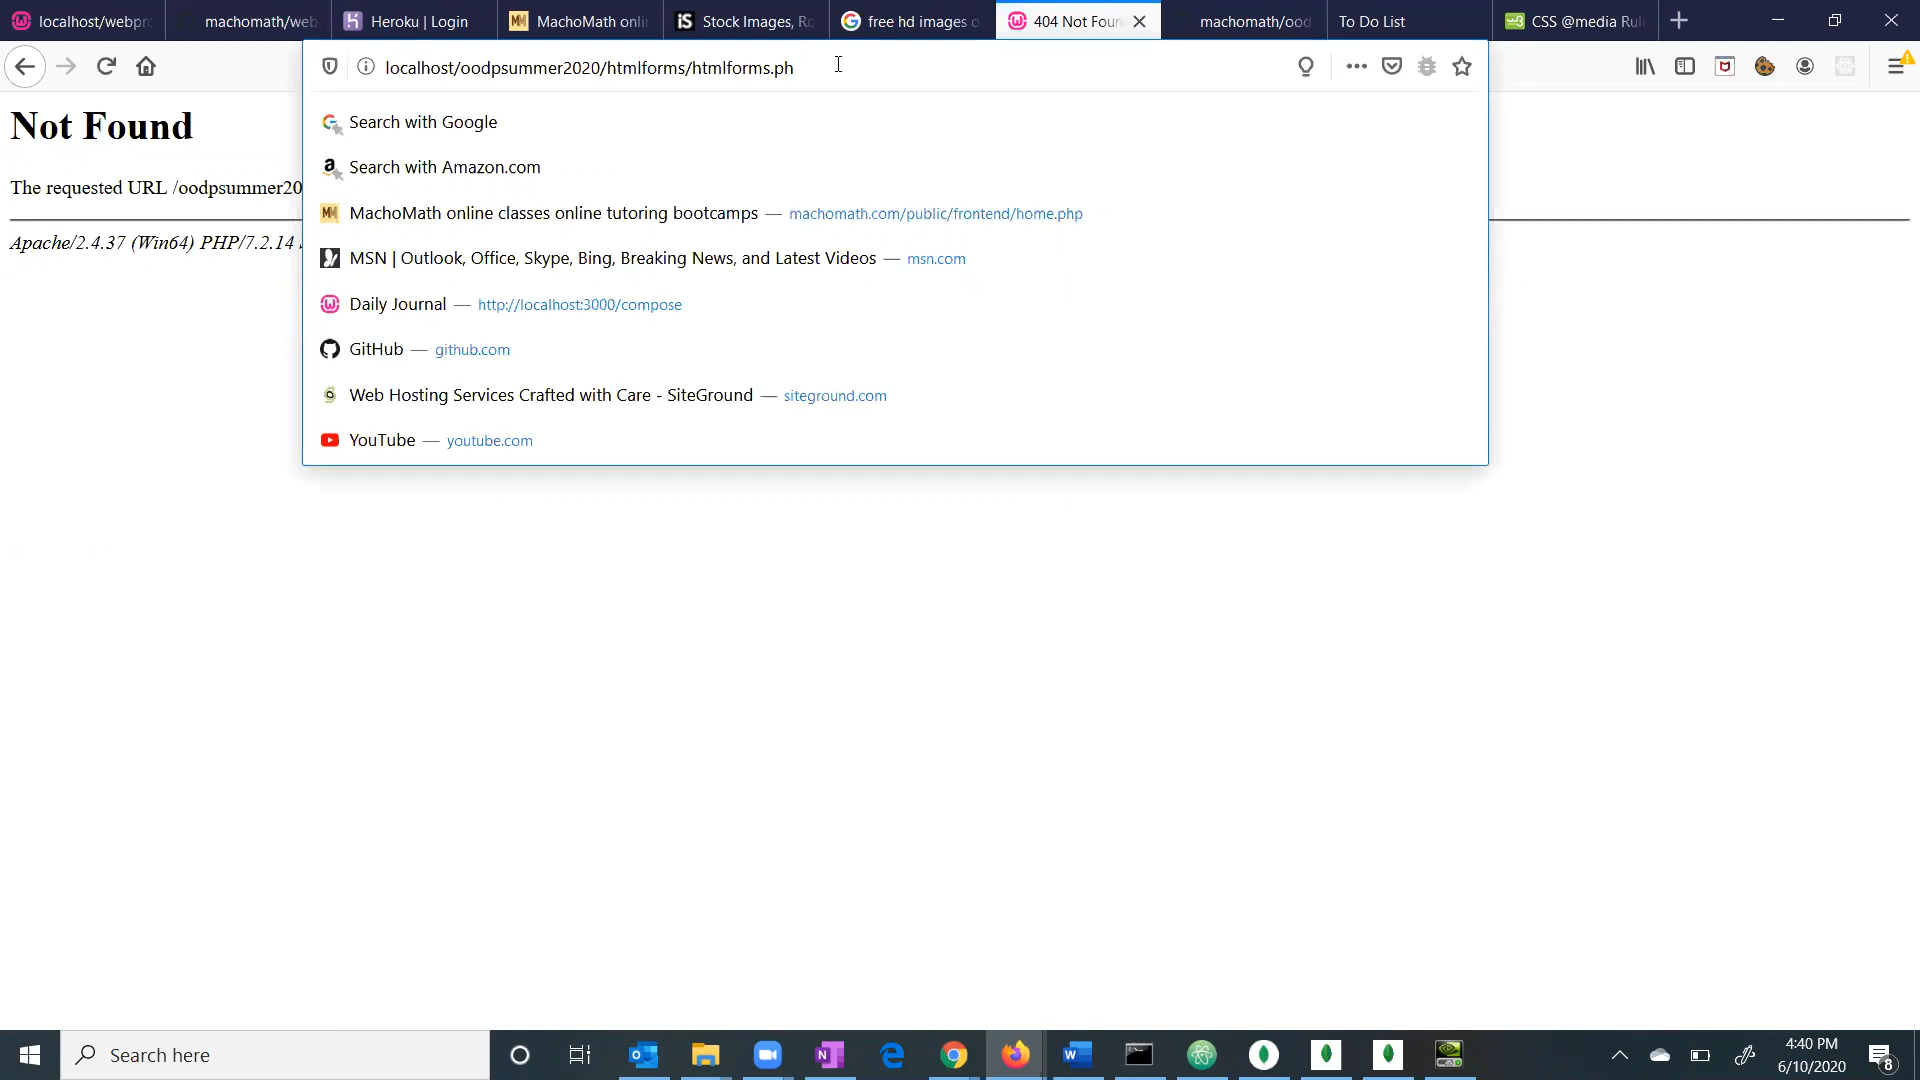 localhost/webpro
machomath/web
Heroku | Login
MachoMath onli
Stock Images, Ro
free hd images o
404 Not Foun
machomath/ood
To Do List
CSS @media Rul
localhost/oodpsummer2020/htmlforms/htmlforms.ph
Not Found
Search with Google
Search with Amazon.com
The requested URL /oodpsummer20
MachoMath online classes online tutoring bootcamps — machomath.com/public/frontend/home.php
Apache/2.4.37 (Win64) PHP/7.2.14
MSN | Outlook, Office, Skype, Bing, Breaking News, and Latest Videos — msn.com
Daily Journal — http://localhost:3000/compose
GitHub — github.com
Web Hosting Services Crafted with Care - SiteGround — siteground.com
YouTube — youtube.com
Search here
4:40 PM
6/10/2020
8